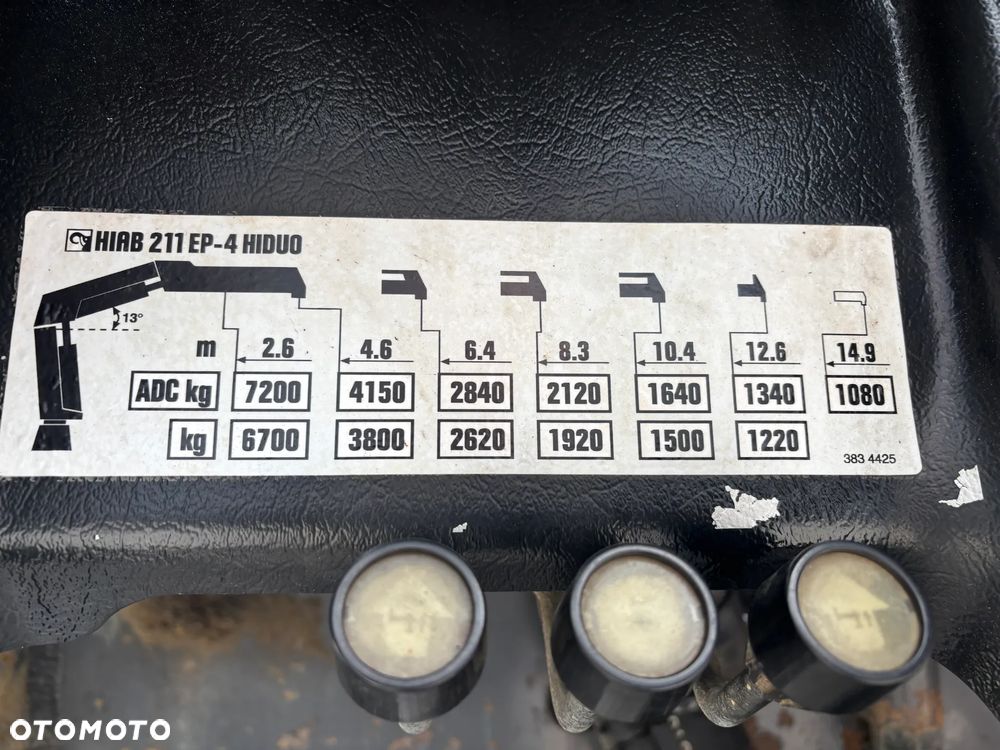 HIAB 211 EP-4 HIDUO
13°
m 2.6 4.6 6.4 8.3 10.4 12.6 14.9
ADC kg 7200 4150 2840 2120 1640 1340 1080
kg 6700 3800 2620 1920 1500 1220
383 4425
OTOMOTO